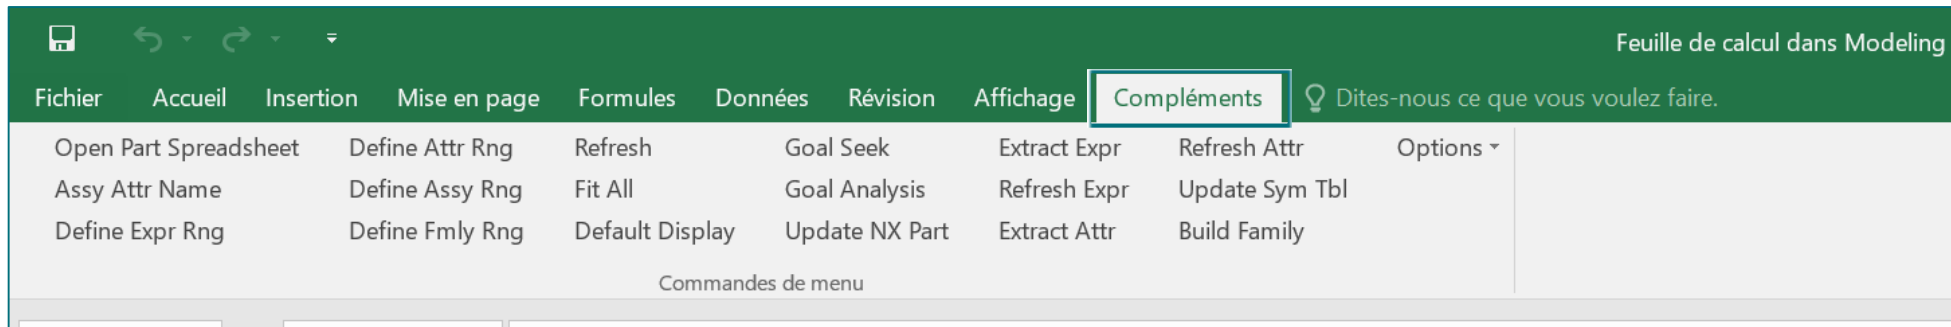 Feuille de calcul dans Modeling
Fichier Accueil Insertion Mise en page Formules Données Révision Affichage Compléments Dites-nous ce que vous voulez faire.
Open Part Spreadsheet Define Attr Rng Refresh Goal Seek Extract Expr Refresh Attr Options
Assy Attr Name Define Assy Rng Fit All Goal Analysis Refresh Expr Update Sym Tbl
Define Expr Rng Define Fmly Rng Default Display Update NX Part Extract Attr Build Family
Commandes de menu